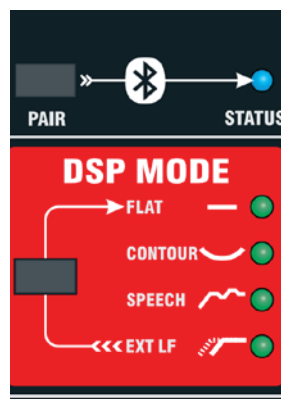 PAIR
STATUS
DSP MODE
FLAT
CONTOUR
SPEECH
EXT LF